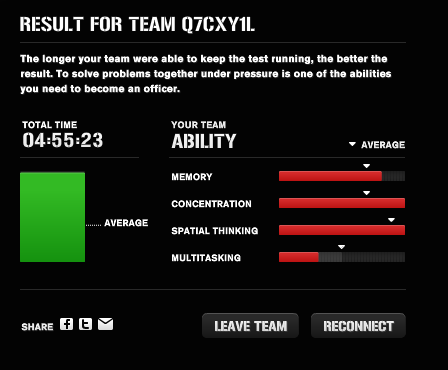 RESULT FOR TEAM Q7CXY1L
The longer your team were able to keep the test running, the better the
result. To solve problems together under pressure is one of the abilities
you need to become an officer.
TOTAL TIME
04:55:23
AVERAGE
YOUR TEAM
ABILITY
AVERAGE
MEMORY
CONCENTRATION
SPATIAL THINKING
MULTITASKING
SHARE
LEAVE TEAM
RECONNECT